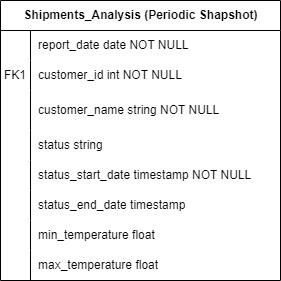 Shipments_Analysis (Periodic Shapshot)
report_date date NOT NULL
FK1 customer_id int NOT NULL
customer_name string NOT NULL
status string
status_start_date timestamp NOT NULL
status_end_date timestamp
min_temperature float
max_temperature float